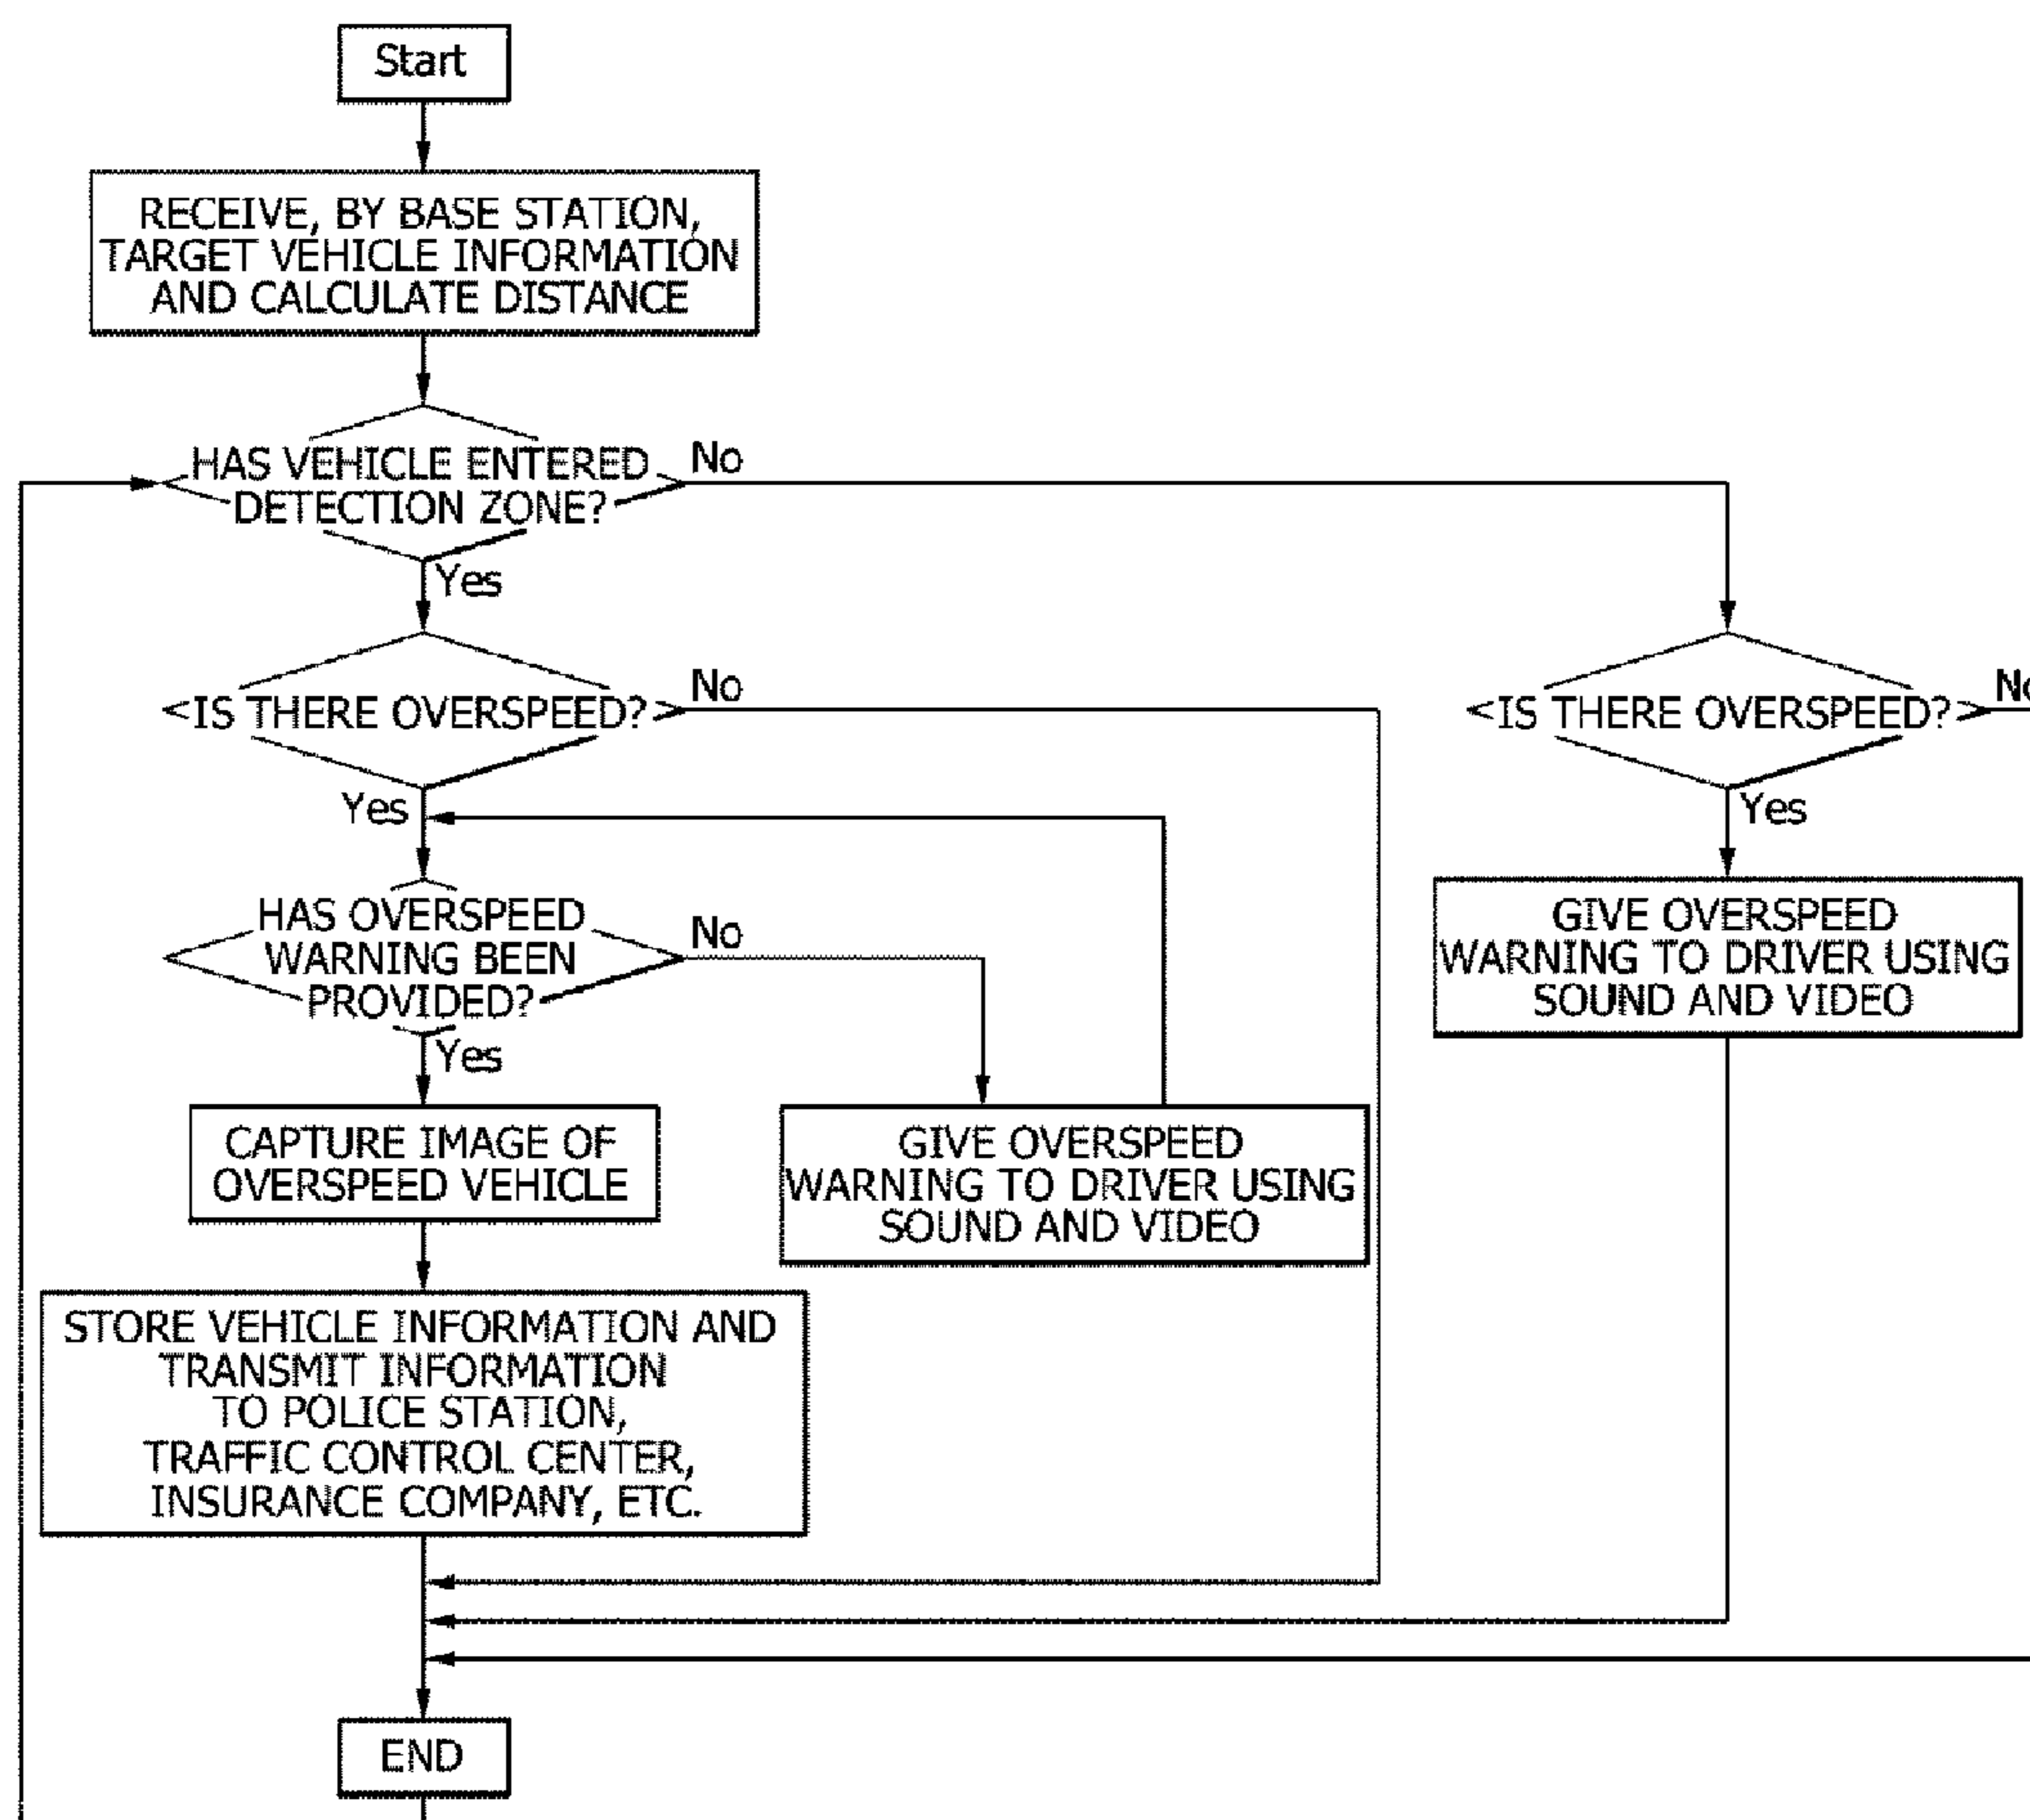 Start
RECEIVE, BY BASE STATION,
TARGET VEHICLE INFORMATION
AND CALCULATE DISTANCE
HAS VEHICLE ENTERED
DETECTION ZONE?
No
Yes
IS THERE OVERSPEED?
No
Yes
IS THERE OVERSPEED?
No
Yes
HAS OVERSPEED
WARNING BEEN
PROVIDED?
No
Yes
GIVE OVERSPEED
WARNING TO DRIVER USING
SOUND AND VIDEO
CAPTURE IMAGE OF
OVERSPEED VEHICLE
GIVE OVERSPEED
WARNING TO DRIVER USING
SOUND AND VIDEO
STORE VEHICLE INFORMATION AND
TRANSMIT INFORMATION
TO POLICE STATION,
TRAFFIC CONTROL CENTER,
INSURANCE COMPANY, ETC.
END